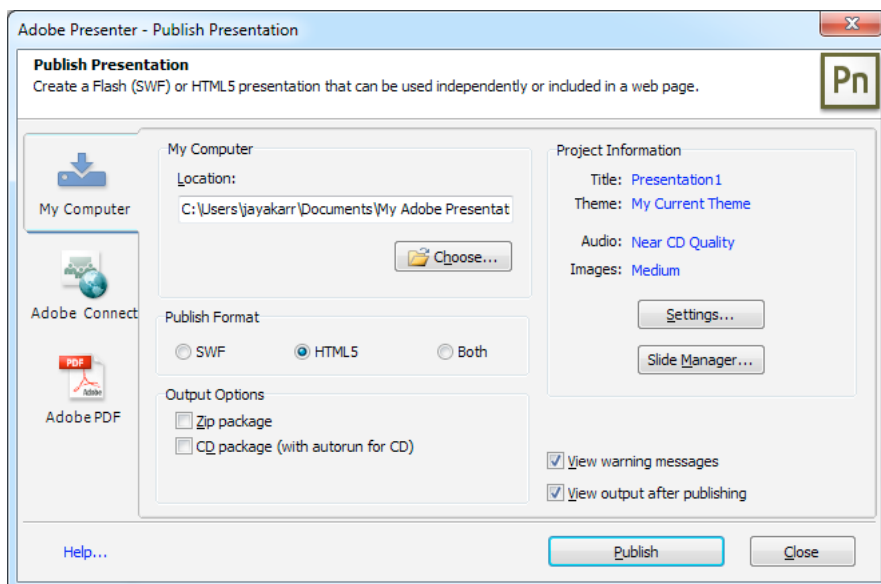 Adobe Presenter - Publish Presentation
Publish Presentation
Create a Flash (SWF) or HTML5 presentation that can be used independently or included in a web page.
Pn
My Computer
Adobe Connect
PDF
Adobe
Adobe PDF
My Computer
Location:
C:\Users\jayakarr\Documents\My Adobe Presentat
Choose...
Publish Format
SWF
HTML5
Both
Output Options
Zip package
CD package (with autorun for CD)
Project Information
Title: Presentation1
Theme: My Current Theme
Audio: Near CD Quality
Images: Medium
Settings...
Slide Manager...
View warning messages
View output after publishing
Help...
Publish
Close